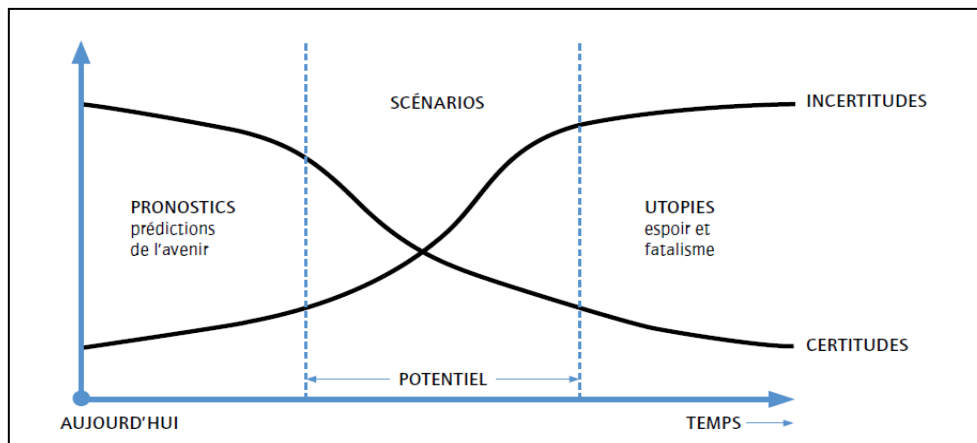 SCÉNARIOS
INCERTITUDES
PRONOSTICS
prédictions
de l'avenir
UTOPIES
espoir et
fatalisme
CERTITUDES
POTENTIEL
AUJOURD'HUI
TEMPS